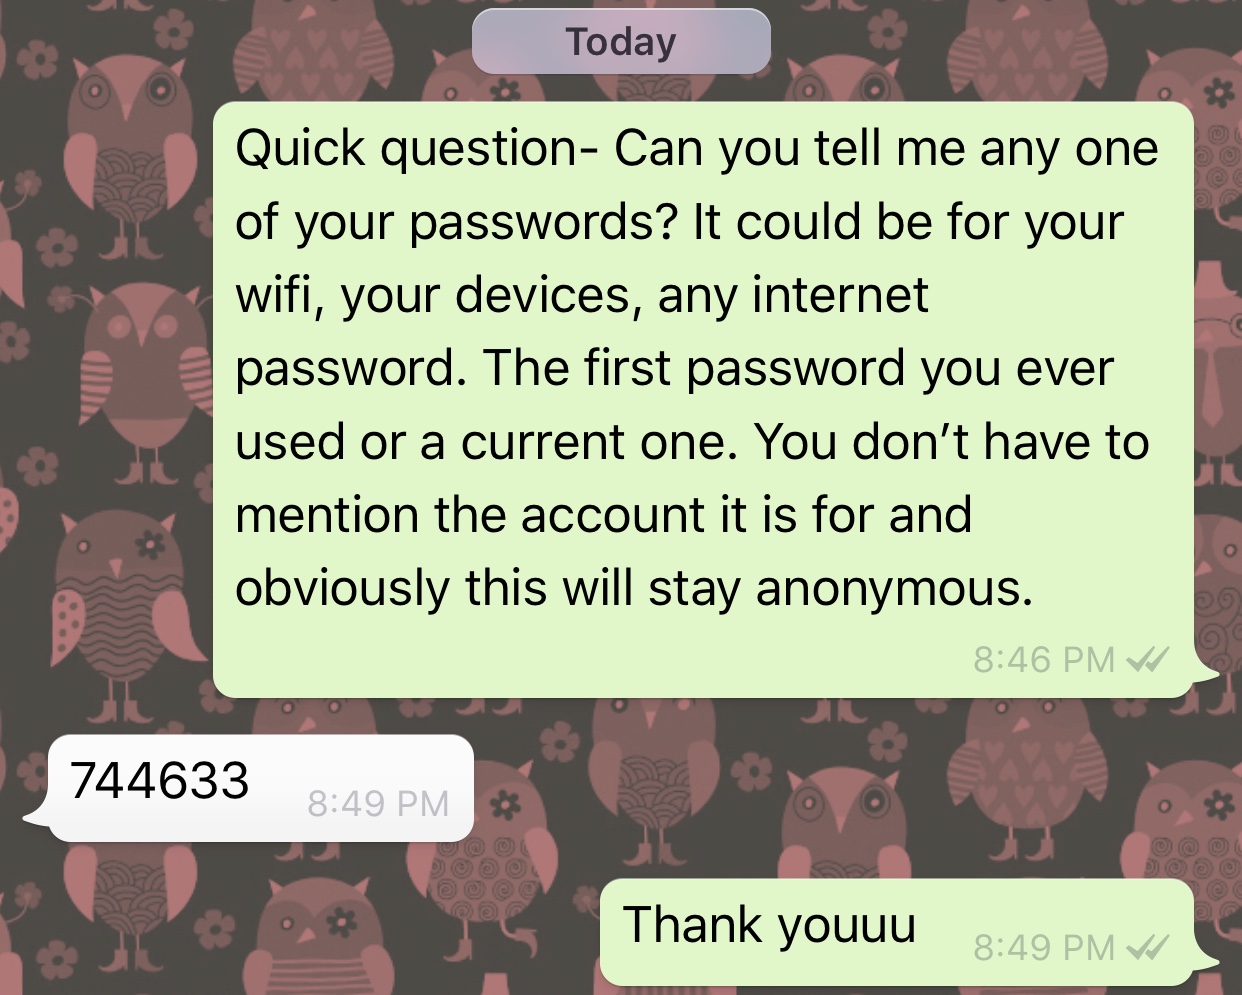 Today
Quick question- Can you tell me any one
of your passwords? It could be for your
wifi, your devices, any internet
password. The first password you ever
used or a current one. You don’t have to
mention the account it is for and
obviously this will stay anonymous.
8:46 PM
744633 8:49 PM
Thank youuu 8:49 PM